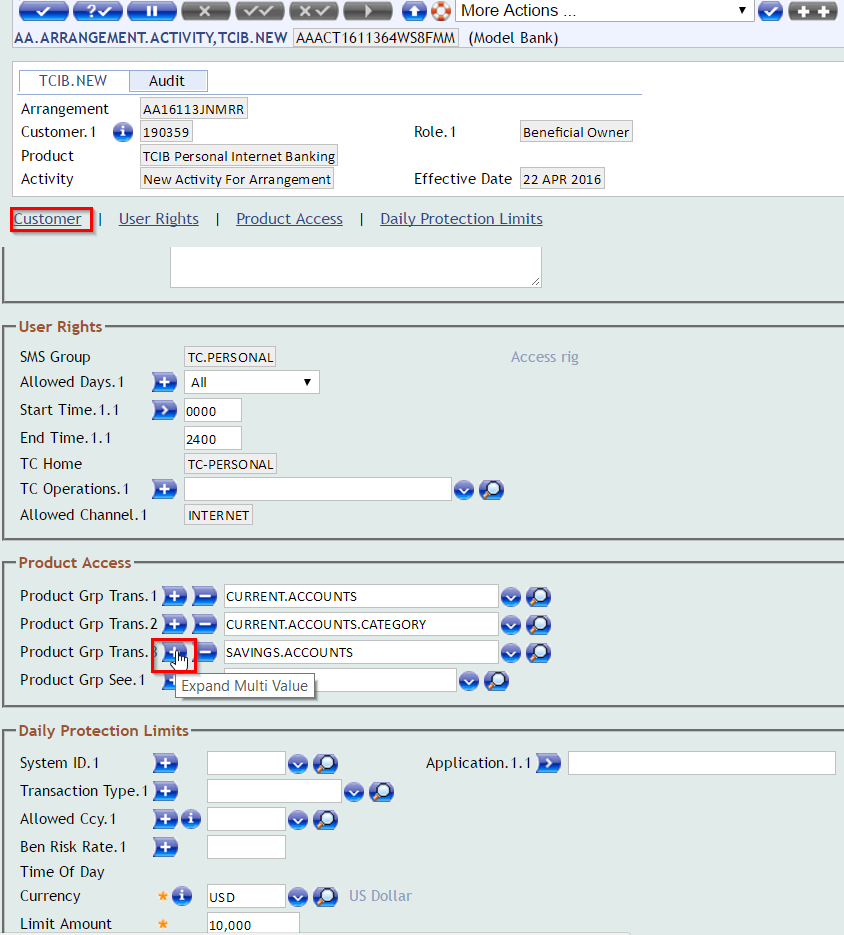 More Actions ...
AA.ARRANGEMENT.ACTIVITY,TCIB.NEW AAACT1611364WS8FMM (Model Bank)
TCIB.NEW Audit
Arrangement AA16113JNMRR
Customer.1 190359 Role.1 Beneficial Owner
Product TCIB Personal Internet Banking
Activity New Activity For Arrangement Effective Date 22 APR 2016
Customer | User Rights | Product Access | Daily Protection Limits
User Rights
SMS Group TC.PERSONAL Access rig
Allowed Days.1 All
Start Time.1.1 0000
End Time.1.1 2400
TC Home TC-PERSONAL
TC Operations.1
Allowed Channel.1 INTERNET
Product Access
Product Grp Trans.1 CURRENT.ACCOUNTS
Product Grp Trans.2 CURRENT.ACCOUNTS.CATEGORY
Product Grp Trans.3 SAVINGS.ACCOUNTS
Product Grp See.1
Expand Multi Value
Daily Protection Limits
System ID.1 Application.1.1
Transaction Type.1
Allowed Ccy.1
Ben Risk Rate.1
Time Of Day
Currency * USD US Dollar
Limit Amount * 10,000